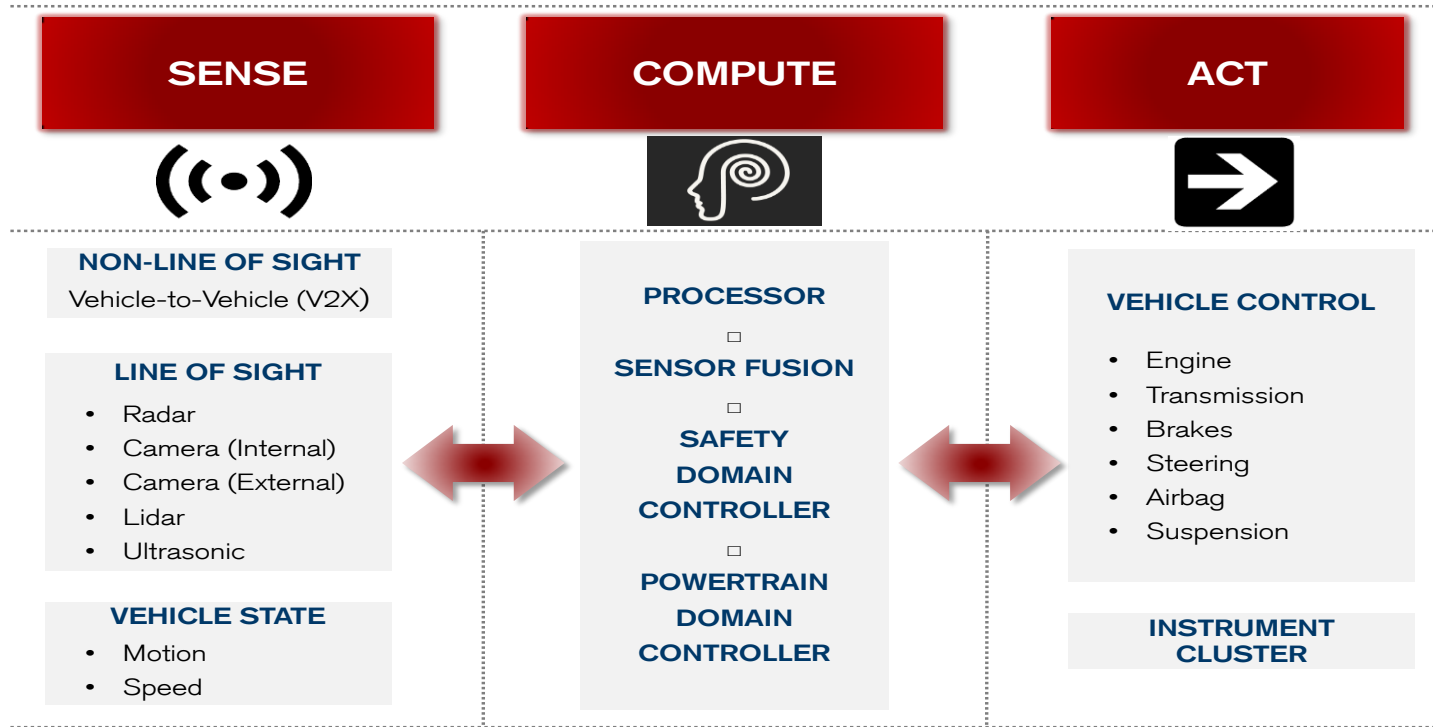 SENSE
COMPUTE
ACT
NON-LINE OF SIGHT
Vehicle-to-Vehicle (V2X)
LINE OF SIGHT
• Radar
• Camera (Internal)
• Camera (External)
• Lidar
• Ultrasonic
VEHICLE STATE
• Motion
• Speed
PROCESSOR
□
SENSOR FUSION
□
SAFETY
DOMAIN
CONTROLLER
□
POWERTRAIN
DOMAIN
CONTROLLER
VEHICLE CONTROL
• Engine
• Transmission
• Brakes
• Steering
• Airbag
• Suspension
INSTRUMENT
CLUSTER